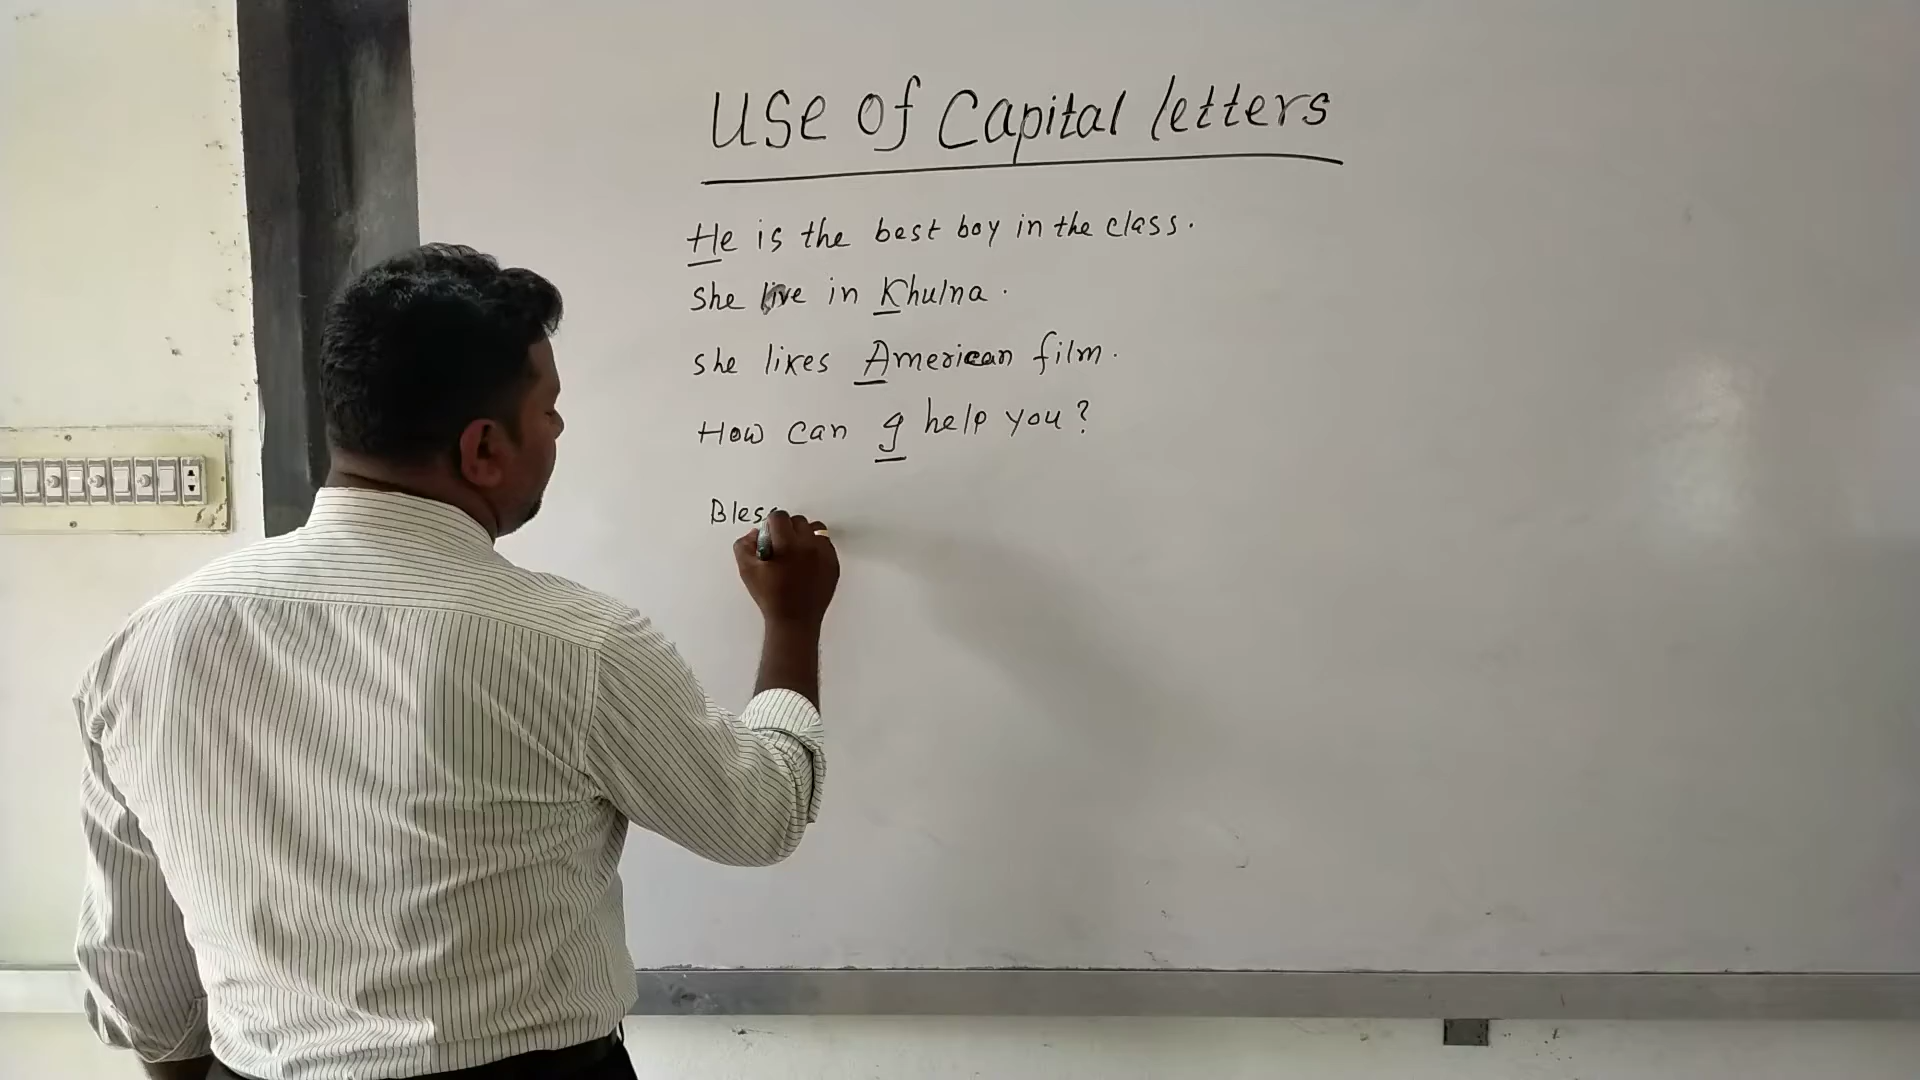 Use of Capital letters
He is the best boy in the class.
She live in Khulna.
She likes American film.
How can I help you?
Bless